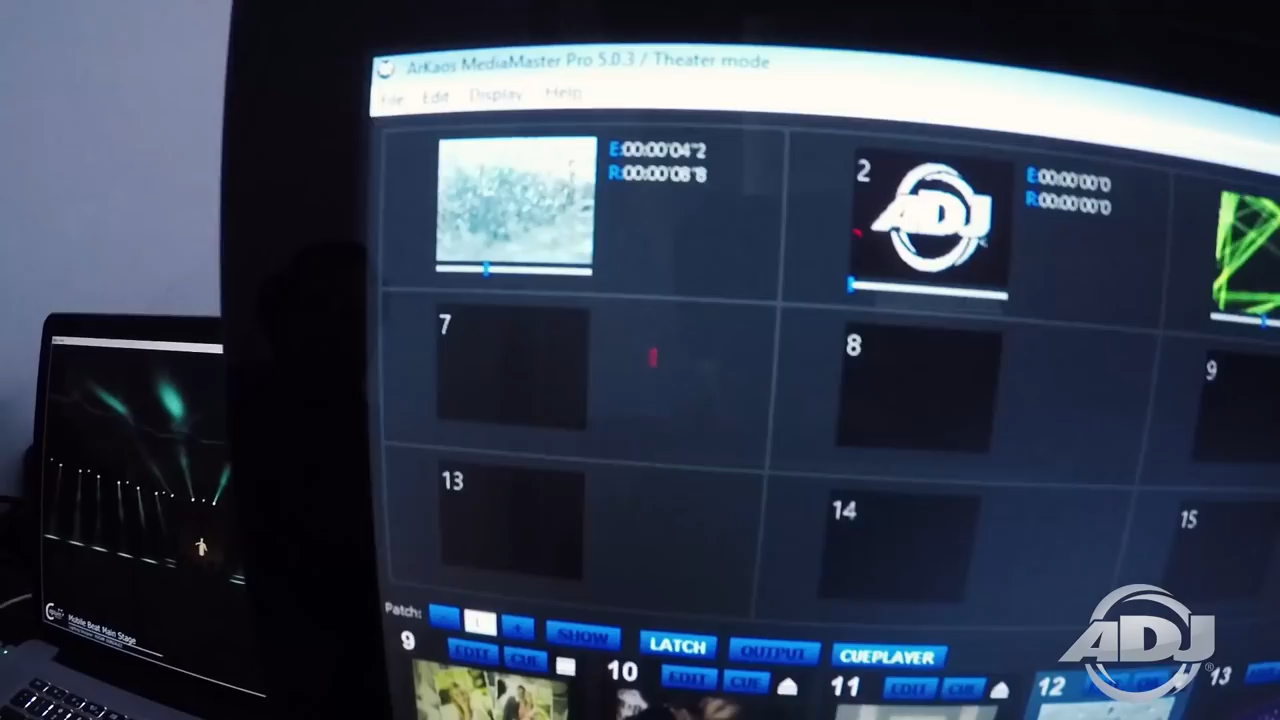 ArKaos MediaMaster Pro 5.0.3 / Theater mode
File Edit Display Help
E:00:00'04"2
R:00:00'08"8
2
ADJ
E:00:00'00'0
R:00:00'00'0
7
8
9
13
14
15
Patch:
SHOW
LATCH
OUTPUT
CUEPLAYER
9
EDIT
CUE
10
EDIT
CUE
11
EDIT
CUE
12
13
Mobile Beat Main Stage
ADJ®